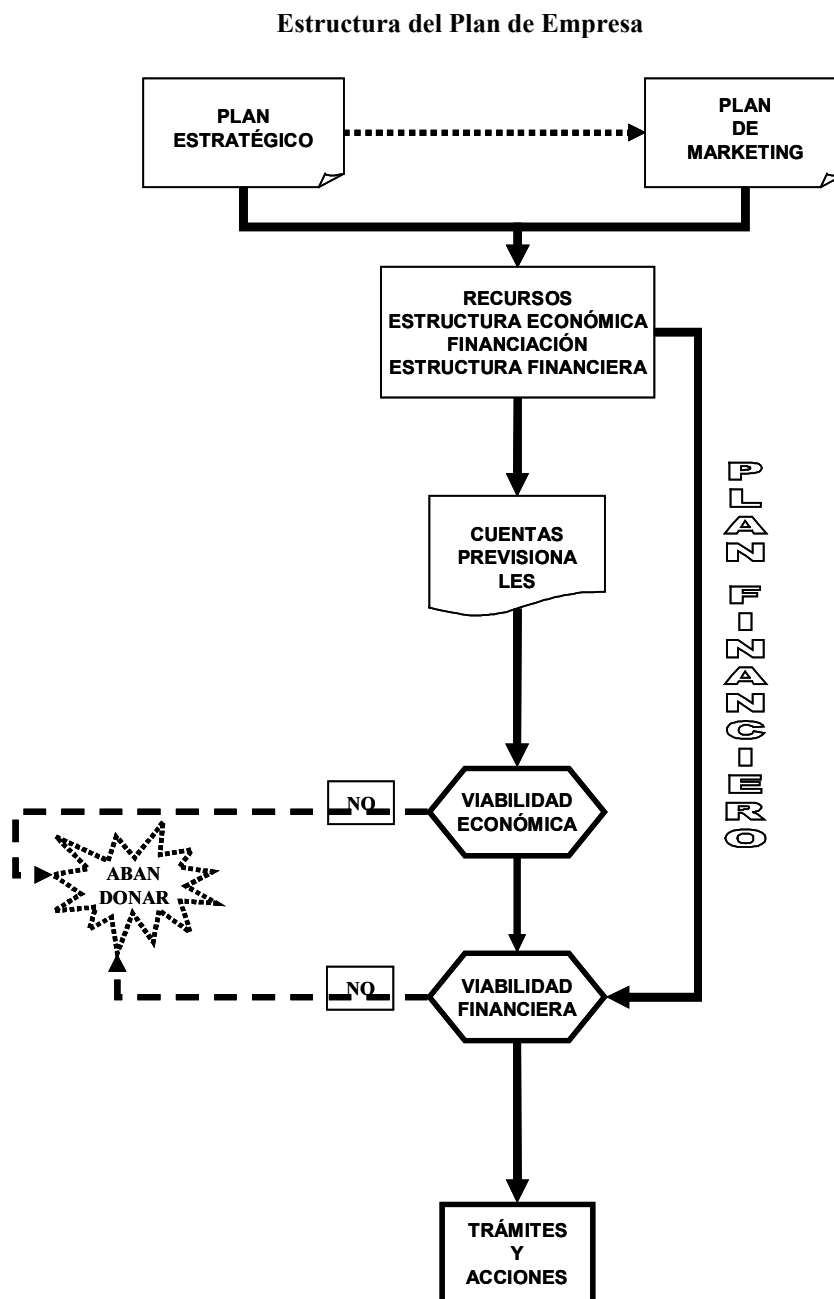 Estructura del Plan de Empresa
PLAN
ESTRATÉGICO
PLAN
DE
MARKETING
RECURSOS
ESTRUCTURA ECONÓMICA
FINANCIACIÓN
ESTRUCTURA FINANCIERA
PLAN FINANCIERO
CUENTAS
PREVISIONA
LES
NO
VIABILIDAD
ECONÓMICA
ABAN
DONAR
NO
VIABILIDAD
FINANCIERA
TRÁMITES
Y
ACCIONES